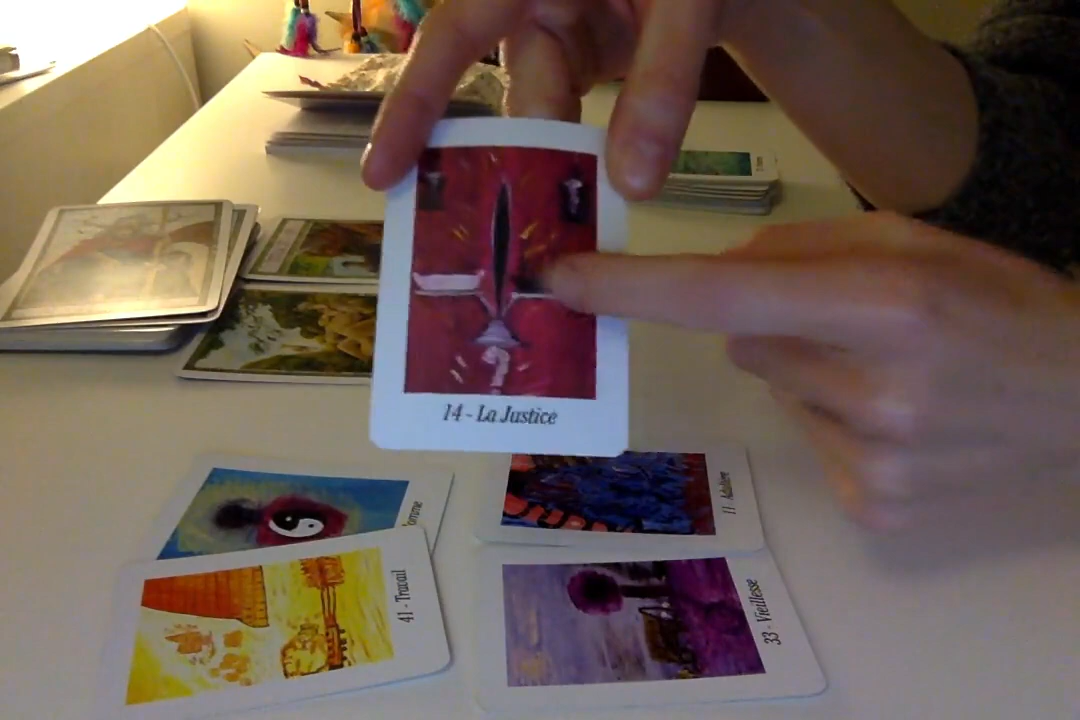 14 - La Justice
11 - Adultère
41 - Travail
33 - Vieillesse